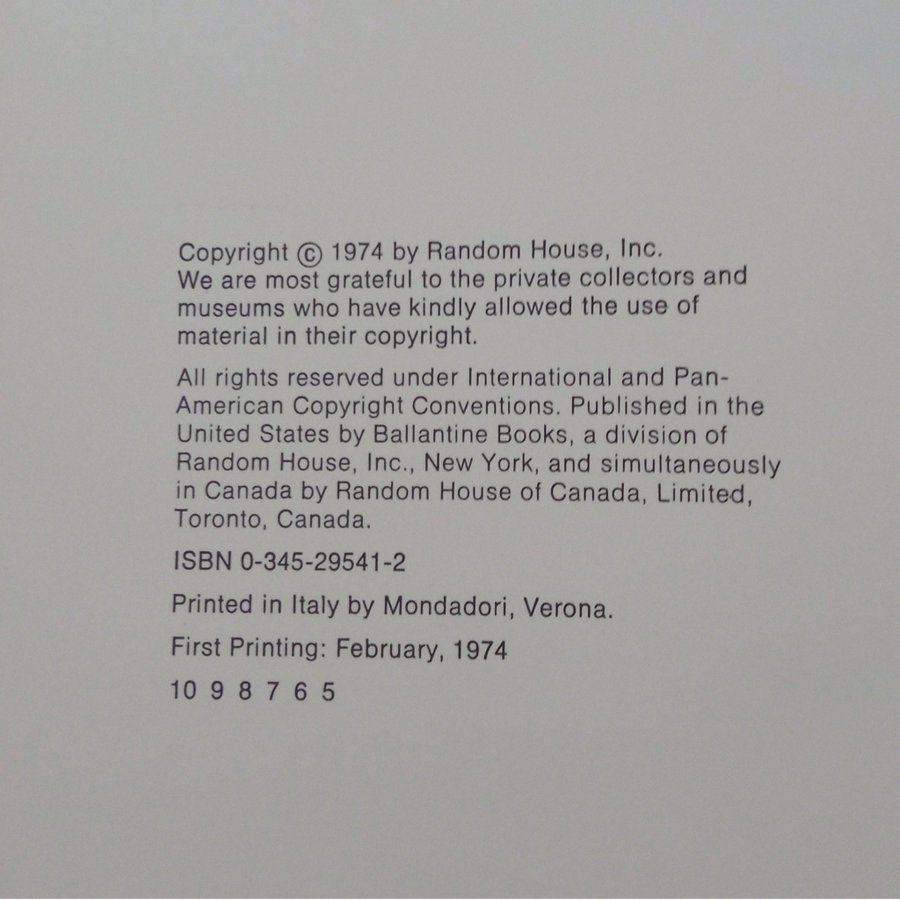 Copyright © 1974 by Random House, Inc.
We are most grateful to the private collectors and
museums who have kindly allowed the use of
material in their copyright.
All rights reserved under International and Pan-
American Copyright Conventions. Published in the
United States by Ballantine Books, a division of
Random House, Inc., New York, and simultaneously
in Canada by Random House of Canada, Limited,
Toronto, Canada.
ISBN 0-345-29541-2
Printed in Italy by Mondadori, Verona.
First Printing: February, 1974
10 9 8 7 6 5